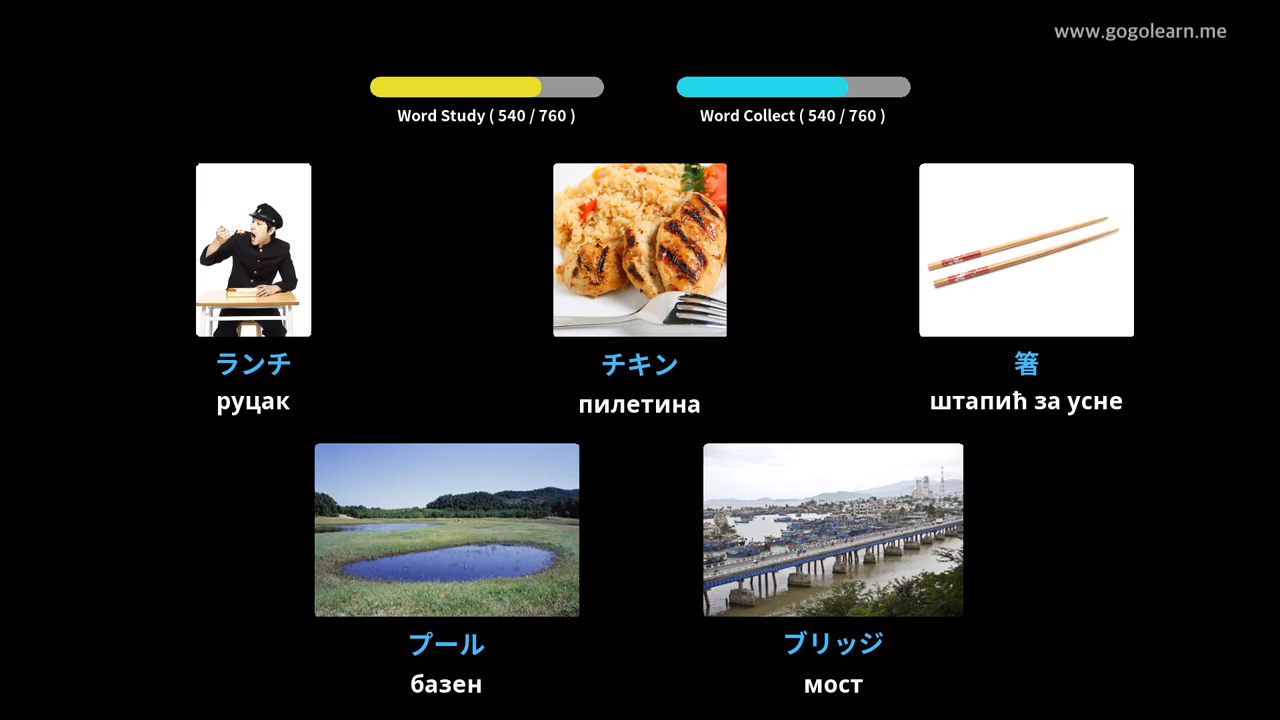 www.gogolearn.me
Word Study ( 540 / 760 )
Word Collect ( 540 / 760 )
ランチ
руцак
チキン
пилетина
箸
штапић за усне
プール
базен
ブリッジ
мост